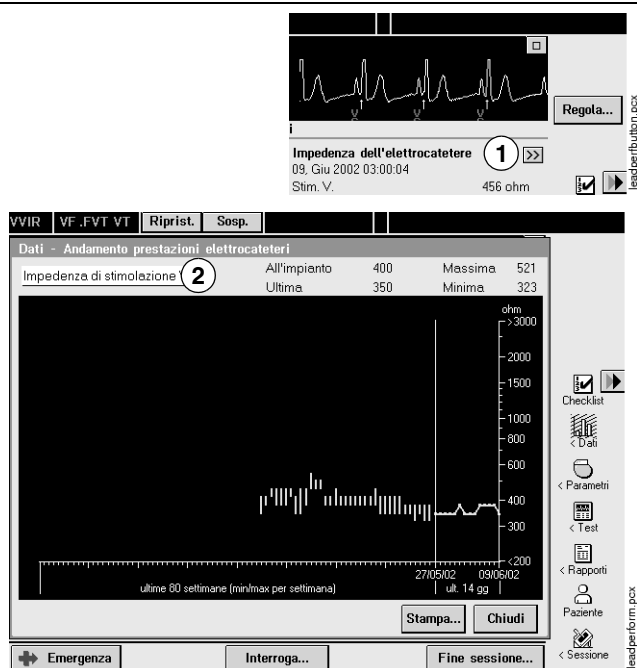 V
S
V
S
V
S
i
Impedenza dell'elettrocatetere 1 >>
09, Giu 2002 03:00:04
Stim. V. 456 ohm
Regola...
leadperfbutton.pcx
VVIR VF .FVT VT Riprist. Sosp.
Dati - Andamento prestazioni elettrocateteri
Impedenza di stimolazione 2
All'impianto 400 Massima 521
Ultima 350 Minima 323
ohm
>3000
2000
1500
1000
800
600
400
300
<200
27/05/02 09/06/02
ultime 80 settimane (min/max per settimana) ult. 14 gg
Stampa... Chiudi
Checklist
< Dati
< Parametri
< Test
< Rapporti
Paziente
< Sessione
Emergenza Interroga... Fine sessione...
leadperform.pcx